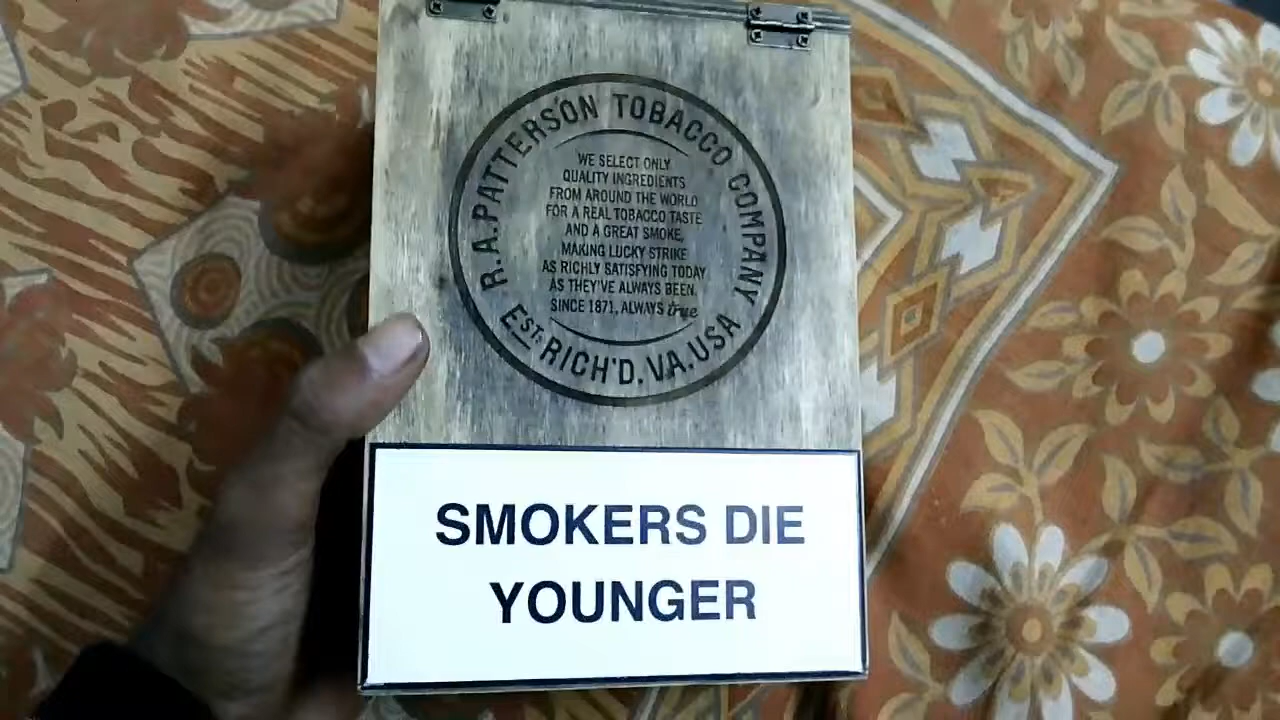 R.A.PATTERSON TOBACCO COMPANY
WE SELECT ONLY
QUALITY INGREDIENTS
FROM AROUND THE WORLD
FOR A REAL TOBACCO TASTE
AND A GREAT SMOKE,
MAKING LUCKY STRIKE
AS RICHLY SATISFYING TODAY
AS THEY'VE ALWAYS BEEN.
SINCE 1871, ALWAYS true
EST. RICH'D. VA. USA
SMOKERS DIE
YOUNGER